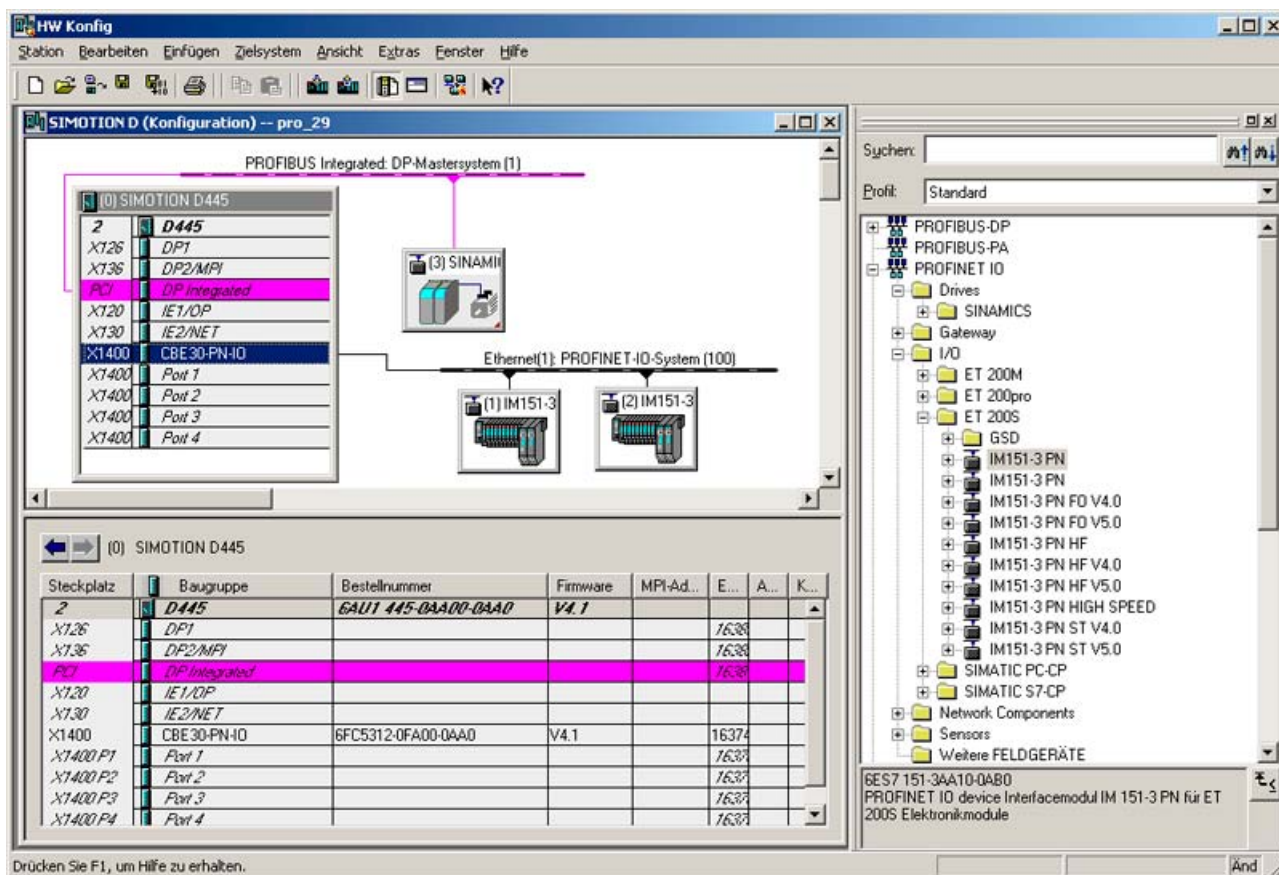 HW Konfig
Station Bearbeiten Einfügen Zielsystem Ansicht Extras Fenster Hilfe
SIMOTION D (Konfiguration) -- pro_29
PROFIBUS Integrated: DP-Mastersystem (1)
(0) SIMOTION D445
2 D445
X126 DP1
X136 DP2/MPI
PCI DP Integrated
X120 IE1/OP
X130 IE2/NET
X1400 CBE30-PN-IO
X1400 Port 1
X1400 Port 2
X1400 Port 3
X1400 Port 4
(3) SINAMI
Ethernet(1): PROFINET-IO-System (100)
(1) IM151-3
(2) IM151-3
(0) SIMOTION D445
Steckplatz Baugruppe Bestellnummer Firmware MPI-Ad... E... A... K...
2 D445 6AU1 445-0AA00-0AA0 V4.1
X126 DP1 1638
X136 DP2/MPI 1638
PCI DP Integrated 1638
X120 IE1/OP
X130 IE2/NET
X1400 CBE30-PN-IO 6FC5312-0FA00-0AA0 V4.1 16374
X1400 P1 Port 1 1637
X1400 P2 Port 2 1637
X1400 P3 Port 3 1637
X1400 P4 Port 4 1637
Suchen:
Profil: Standard
PROFIBUS-DP
PROFIBUS-PA
PROFINET IO
Drives
SINAMICS
Gateway
I/O
ET 200M
ET 200pro
ET 200S
GSD
IM151-3 PN
IM151-3 PN
IM151-3 PN FO V4.0
IM151-3 PN FO V5.0
IM151-3 PN HF
IM151-3 PN HF V4.0
IM151-3 PN HF V5.0
IM151-3 PN HIGH SPEED
IM151-3 PN ST V4.0
IM151-3 PN ST V5.0
SIMATIC PC-CP
SIMATIC S7-CP
Network Components
Sensors
Weitere FELDGERÄTE
6ES7 151-3AA10-0AB0
PROFINET IO device Interfacemodul IM 151-3 PN für ET
200S Elektronikmodule
Drücken Sie F1, um Hilfe zu erhalten.
Änd